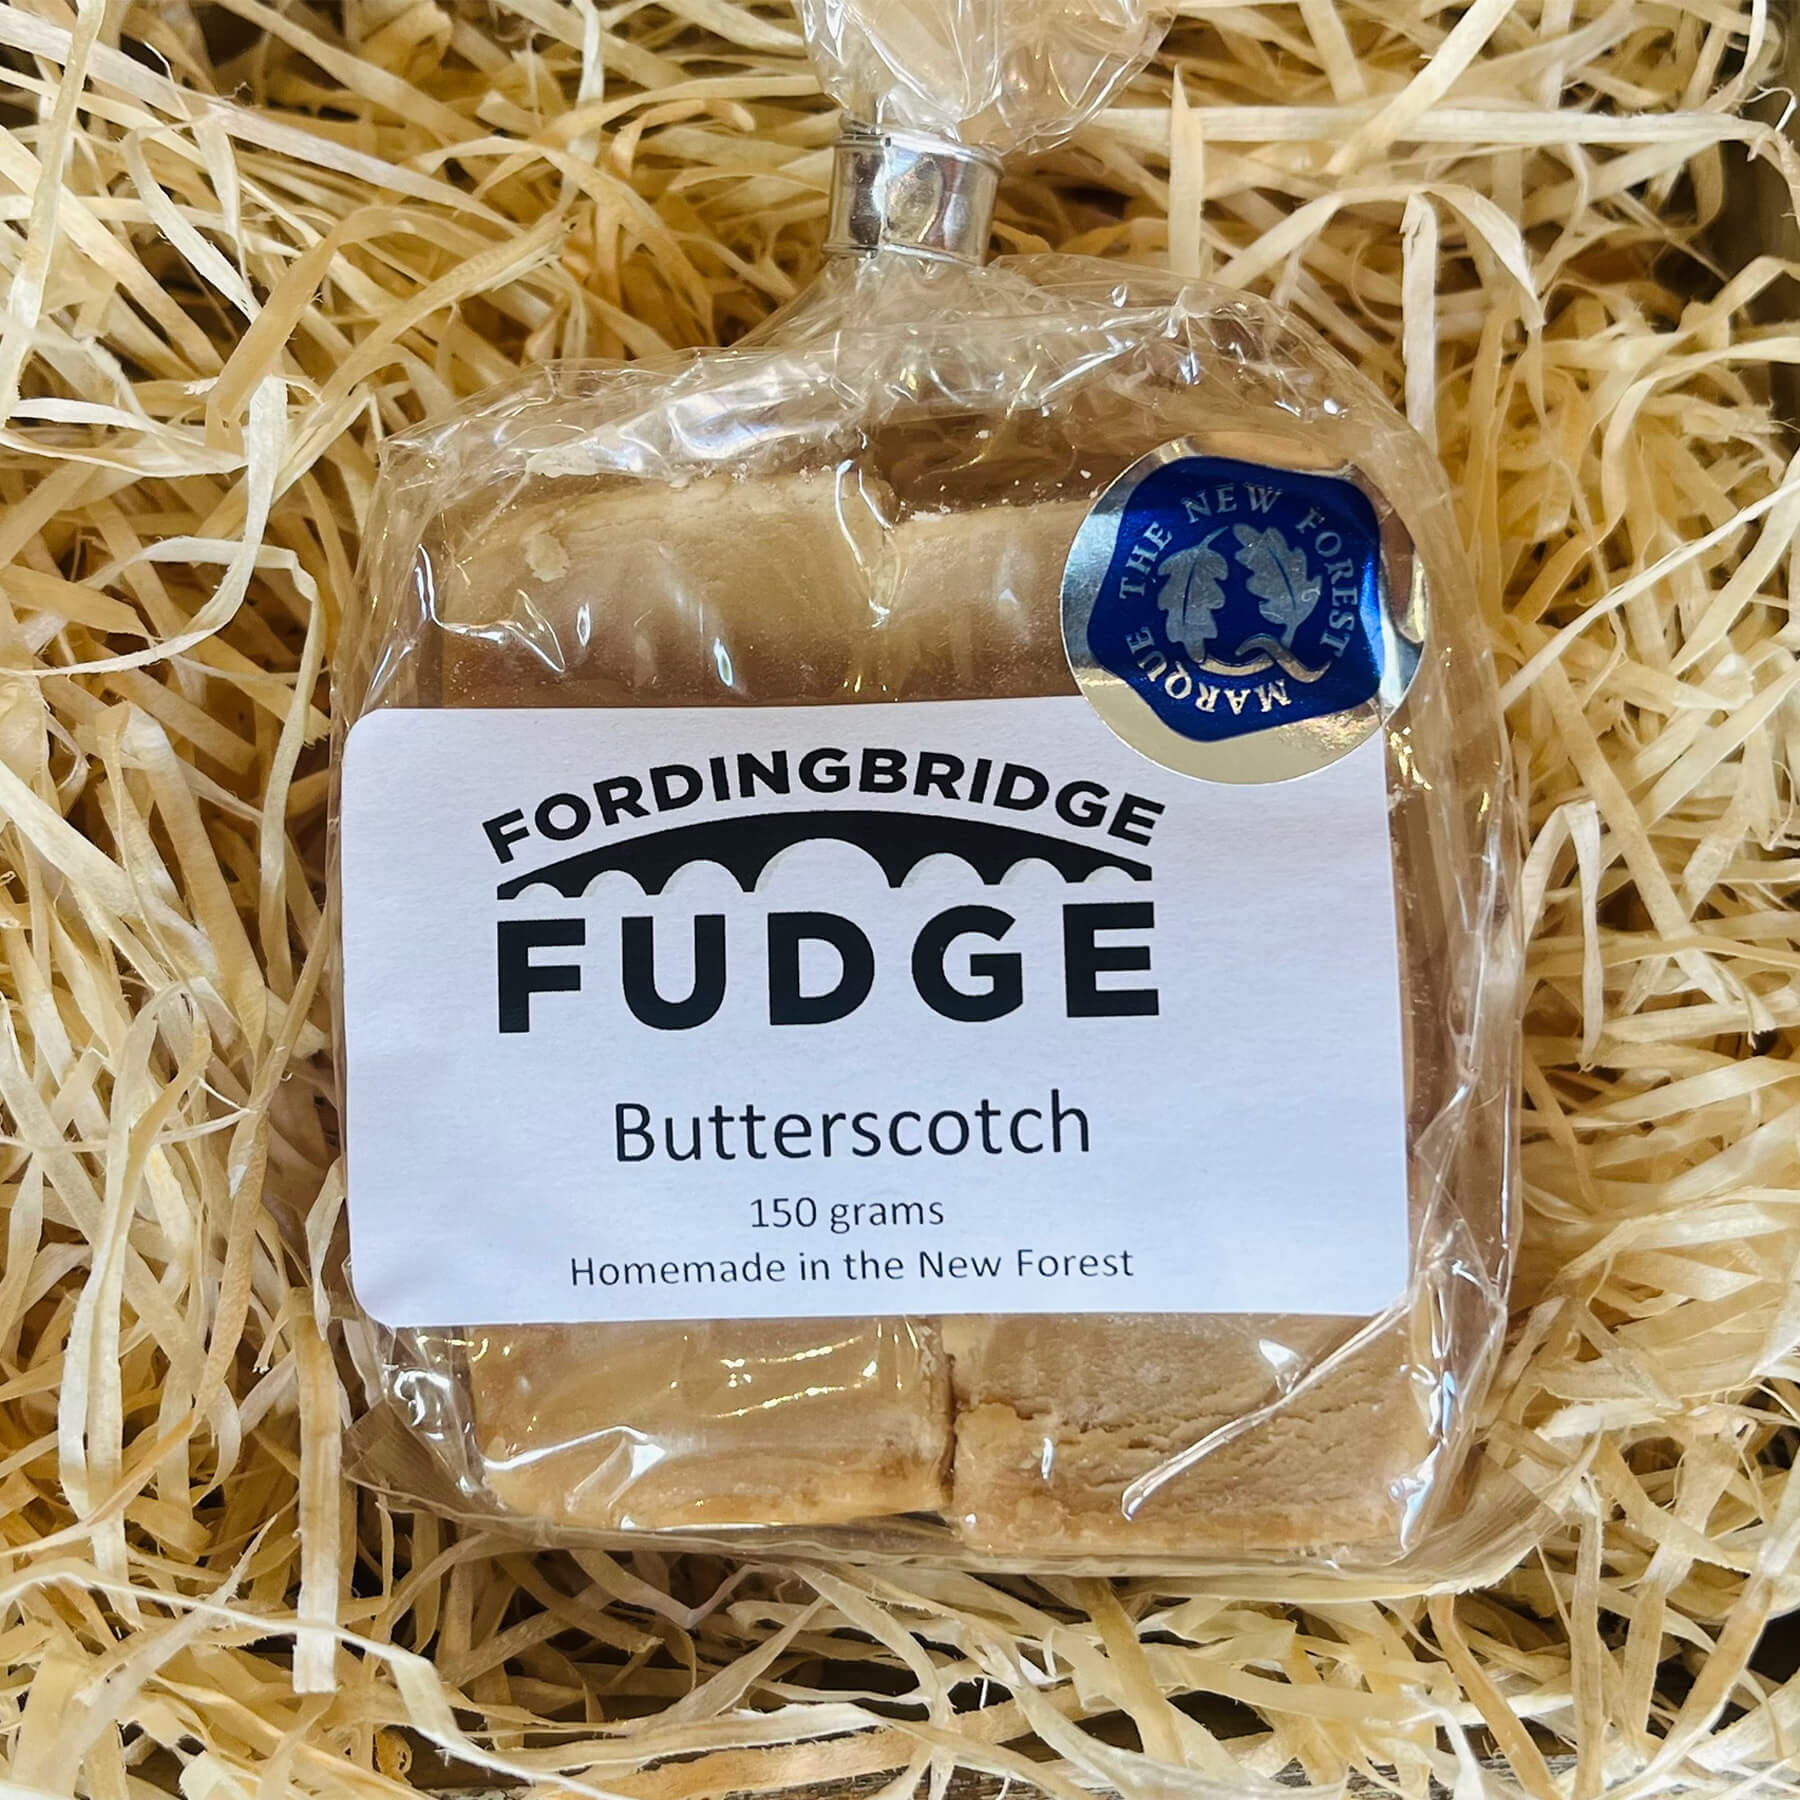 THE NEW FOREST
MARQUE
FORDINGBRIDGE
FUDGE
Butterscotch
150 grams
Homemade in the New Forest